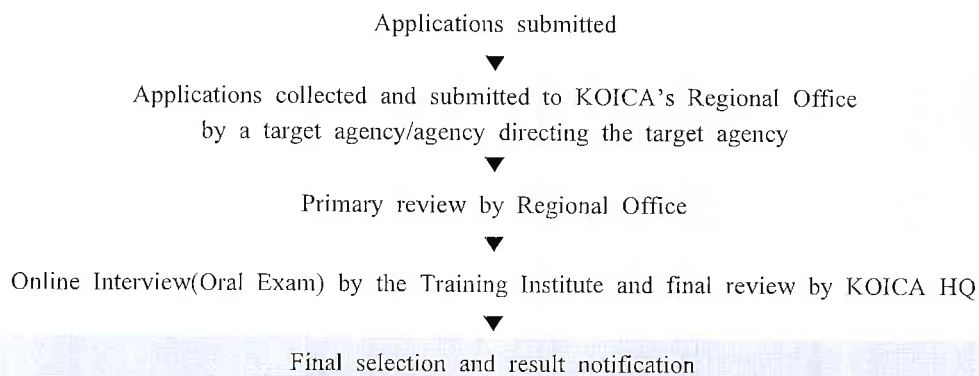 Applications submitted
▼
Applications collected and submitted to KOICA's Regional Office
by a target agency/agency directing the target agency
▼
Primary review by Regional Office
▼
Online Interview(Oral Exam) by the Training Institute and final review by KOICA HQ
▼
Final selection and result notification